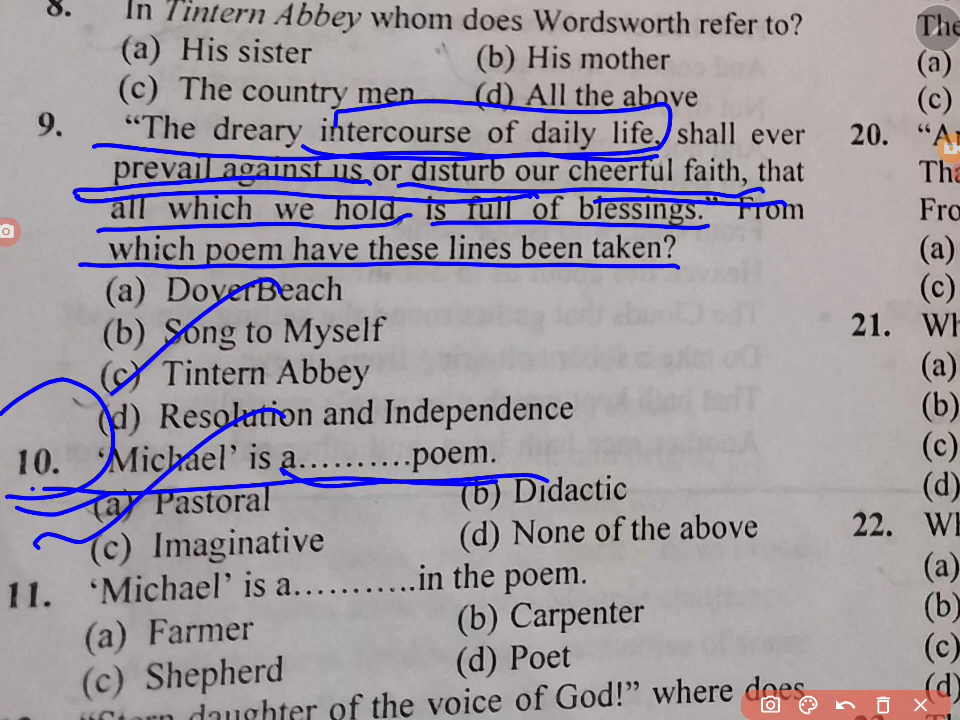 8. In Tintern Abbey whom does Wordsworth refer to?
(a) His sister (b) His mother
(c) The country men (d) All the above
9. “The dreary intercourse of daily life, shall ever
prevail against us or disturb our cheerful faith, that
all which we hold is full of blessings.” From
which poem have these lines been taken?
(a) DoverBeach
(b) Song to Myself
(c) Tintern Abbey
(d) Resolution and Independence
10. ‘Michael’ is a..........poem.
(a) Pastoral (b) Didactic
(c) Imaginative (d) None of the above
11. ‘Michael’ is a...........in the poem.
(a) Farmer (b) Carpenter
(c) Shepherd (d) Poet
daughter of the voice of God!” where does
The
(a)
(c)
20. “A
Tha
Fro
(a)
(c)
21. Wh
(a)
(b)
(c)
(d)
22. Wh
(a)
(b)
(c)
(d)